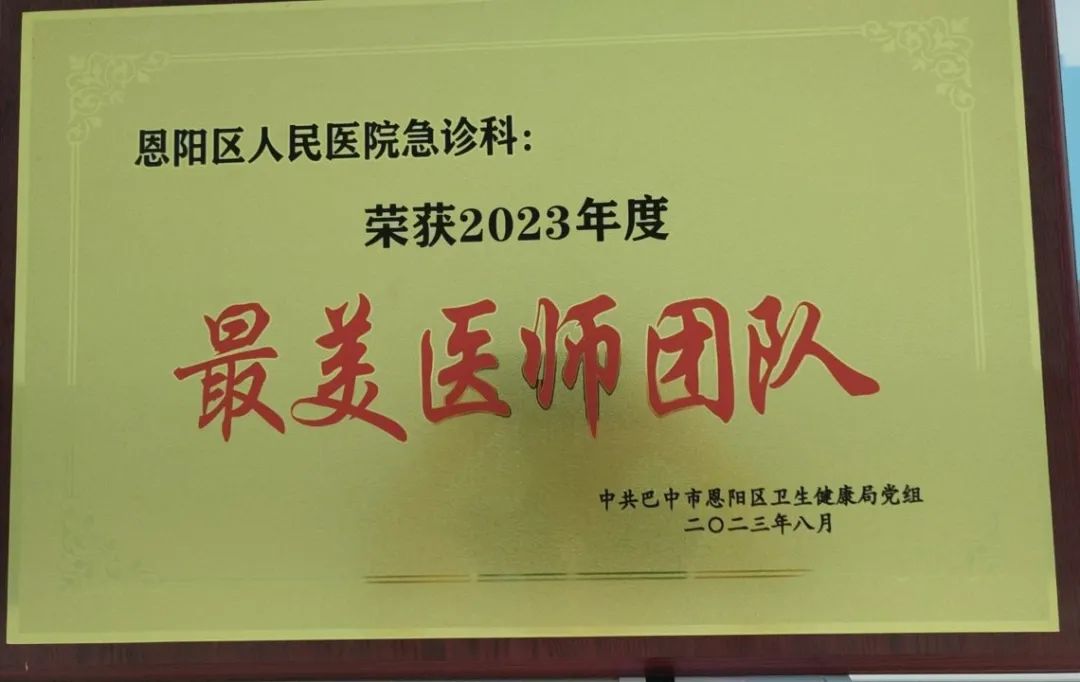 恩阳区人民医院急诊科：
荣获2023年度
最美医师团队
中共巴中市恩阳区卫生健康局党组
二〇二三年八月